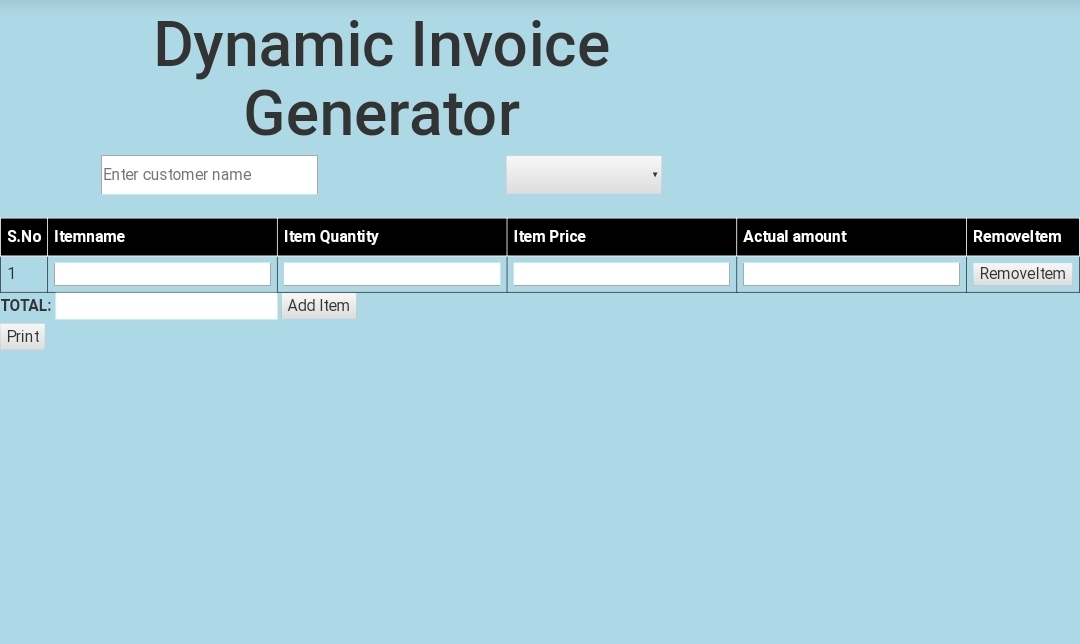 Dynamic Invoice
Generator
Enter customer name
S.No Itemname Item Quantity Item Price Actual amount RemoveItem
1 RemoveItem
TOTAL: Add Item
Print